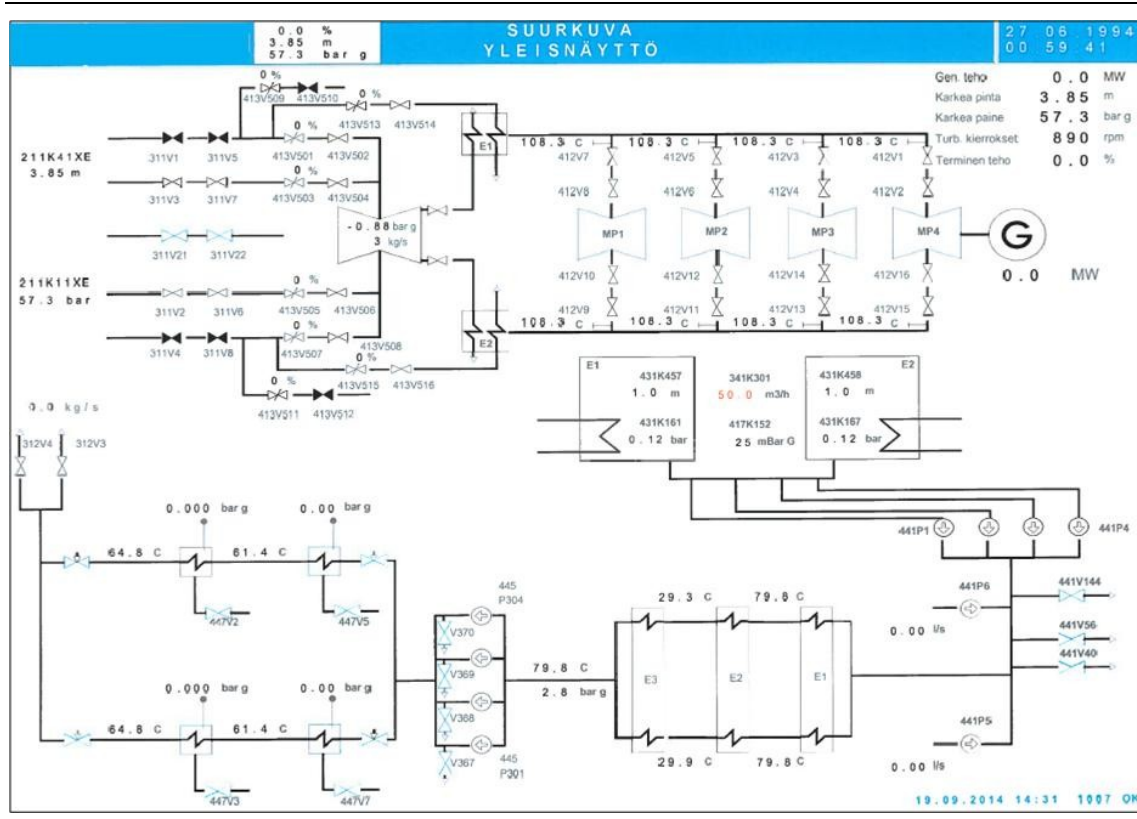 0.0 %
3.85 m
57.3 bar g
SUURKUVA
YLEISNÄYTTÖ
27 06 1994
00 59 41
Gen. teho 0.0 MW
Karkea pinta 3.85 m
Karkea paine 57.3 bar g
Turb. kierrokset 890 rpm
Terminen teho 0.0 %
0 %
413V509 413V510
0 %
413V513 413V514
E1
211K41XE
3.85 m
311V1 311V5
0 %
413V501 413V502
311V3 311V7
0 %
413V503 413V504
311V21 311V22
-0.88 bar g
3 kg/s
211K11XE
57.3 bar
311V2 311V6
0 %
413V505 413V506
311V4 311V8
0 %
413V507 413V508
0 %
413V515 413V516
0 %
413V511 413V512
E2
108.3 C 108.3 C 108.3 C 108.3 C
412V7 412V5 412V3 412V1
412V8 412V6 412V4 412V2
MP1 MP2 MP3 MP4
G
0.0 MW
412V10 412V12 412V14 412V16
412V9 412V11 412V13 412V15
108.3 C 108.3 C 108.3 C 108.3 C
E1
431K457
1.0 m
431K161
0.12 bar
341K301
50.0 m3/h
417K152
25 mBar G
E2
431K458
1.0 m
431K167
0.12 bar
0.0 kg/s
312V4 312V3
0.000 bar g 0.00 bar g
64.8 C 61.4 C
447V2 447V5
0.000 bar g 0.00 bar g
64.8 C 61.4 C
447V3 447V7
445
P304
V370
V369
V368
V367
445
P301
79.8 C
2.8 bar g
29.3 C 79.8 C
E3 E2 E1
29.9 C 79.8 C
441P1 441P4
441P6
0.00 l/s
441V144
441V56
441V40
441P5
0.00 l/s
19.09.2014 14:31 1007 OK